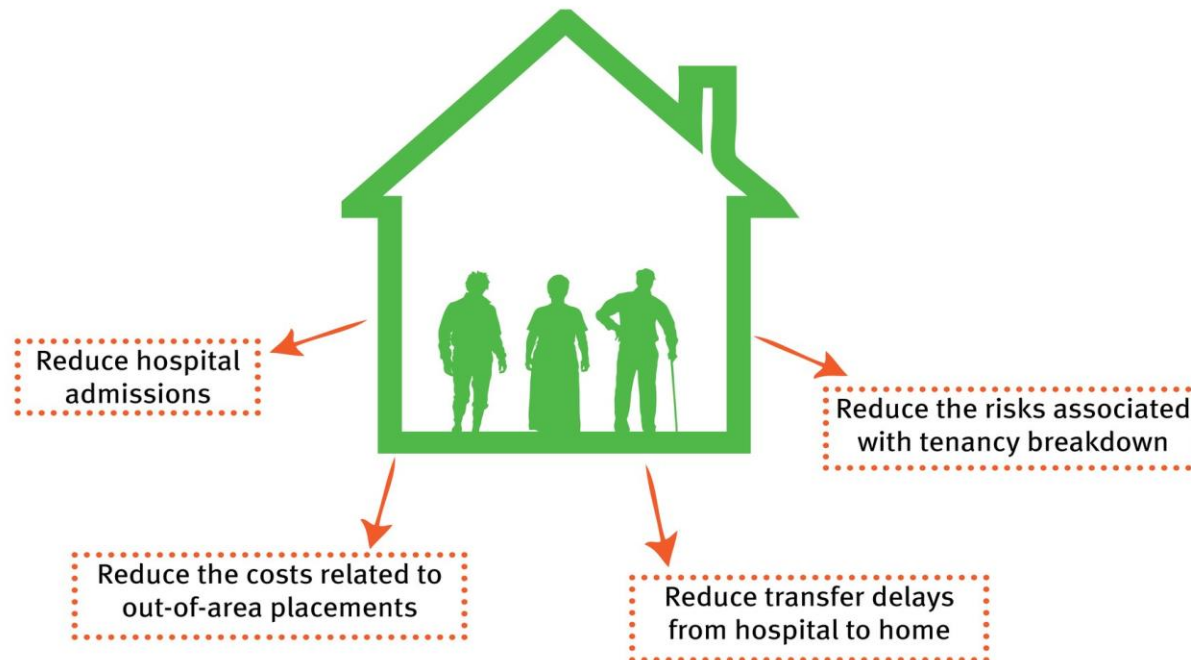 Reduce hospital
admissions
Reduce the risks associated
with tenancy breakdown
Reduce the costs related to
out-of-area placements
Reduce transfer delays
from hospital to home